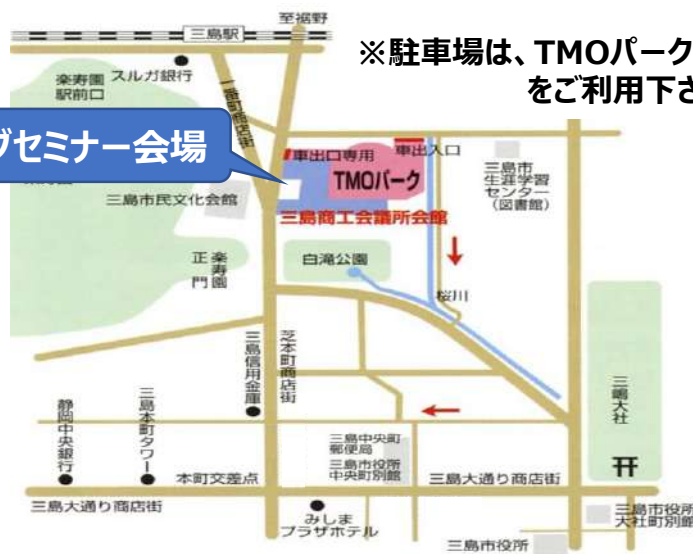 至裾野
三島駅
※駐車場は、TMOパーク
をご利用下さ
楽寿園
駅前口
スルガ銀行
一番町商店街
グセミナー会場
車出口専用
車出入口
TMOパーク
三島市
生涯学習
センター
（図書館）
三島市民文化会館
三島商工会議所会館
正門
楽寿園
白滝公園
桜川
三島信用金庫
芝本町商店街
三嶋大社
静岡中央銀行
三島本町タワー
三島中央町
郵便局
三島市役所
中央町別館
本町交差点
三島大通り商店街
三島大通り商店街
みしま
プラザホテル
三島市役所
大社町別館
三島市役所